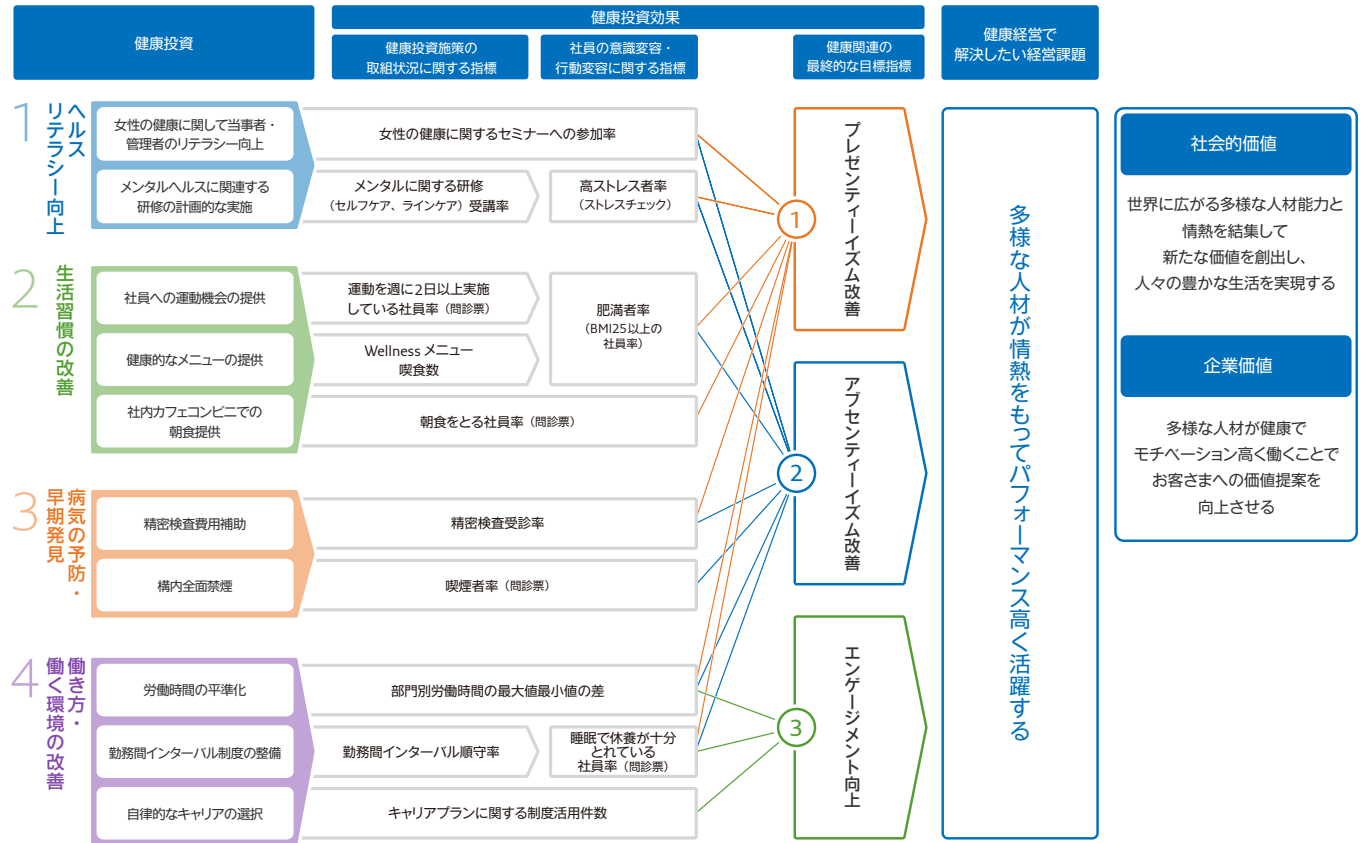 健康投資
健康投資効果
健康投資施策の
取組状況に関する指標
社員の意識変容・
行動変容に関する指標
健康関連の
最終的な目標指標
健康経営で
解決したい経営課題
1
ヘルス
リテラシー向上
女性の健康に関して当事者・
管理者のリテラシー向上
女性の健康に関するセミナーへの参加率
メンタルヘルスに関連する
研修の計画的な実施
メンタルに関する研修
（セルフケア、ラインケア）受講率
高ストレス者率
（ストレスチェック）
2
生活習慣の改善
社員への運動機会の提供
運動を週に2日以上実施
している社員率（問診票）
健康的なメニューの提供
Wellness メニュー
喫食数
肥満者率
（BMI25以上の
社員率）
社内カフェコンビニでの
朝食提供
朝食をとる社員率（問診票）
3
病気の予防・
早期発見
精密検査費用補助
精密検査受診率
構内全面禁煙
喫煙者率（問診票）
4
働き方・
働く環境の改善
労働時間の平準化
部門別労働時間の最大値最小値の差
勤務間インターバル制度の整備
勤務間インターバル順守率
睡眠で休養が十分
とれている
社員率（問診票）
自律的なキャリアの選択
キャリアプランに関する制度活用件数
1
プレゼンティーイズム改善
2
アブセンティーイズム改善
3
エンゲージメント向上
多様な人材が情熱をもってパフォーマンス高く活躍する
社会的価値
世界に広がる多様な人材能力と
情熱を結集して
新たな価値を創出し、
人々の豊かな生活を実現する
企業価値
多様な人材が健康で
モチベーション高く働くことで
お客さまへの価値提案を
向上させる